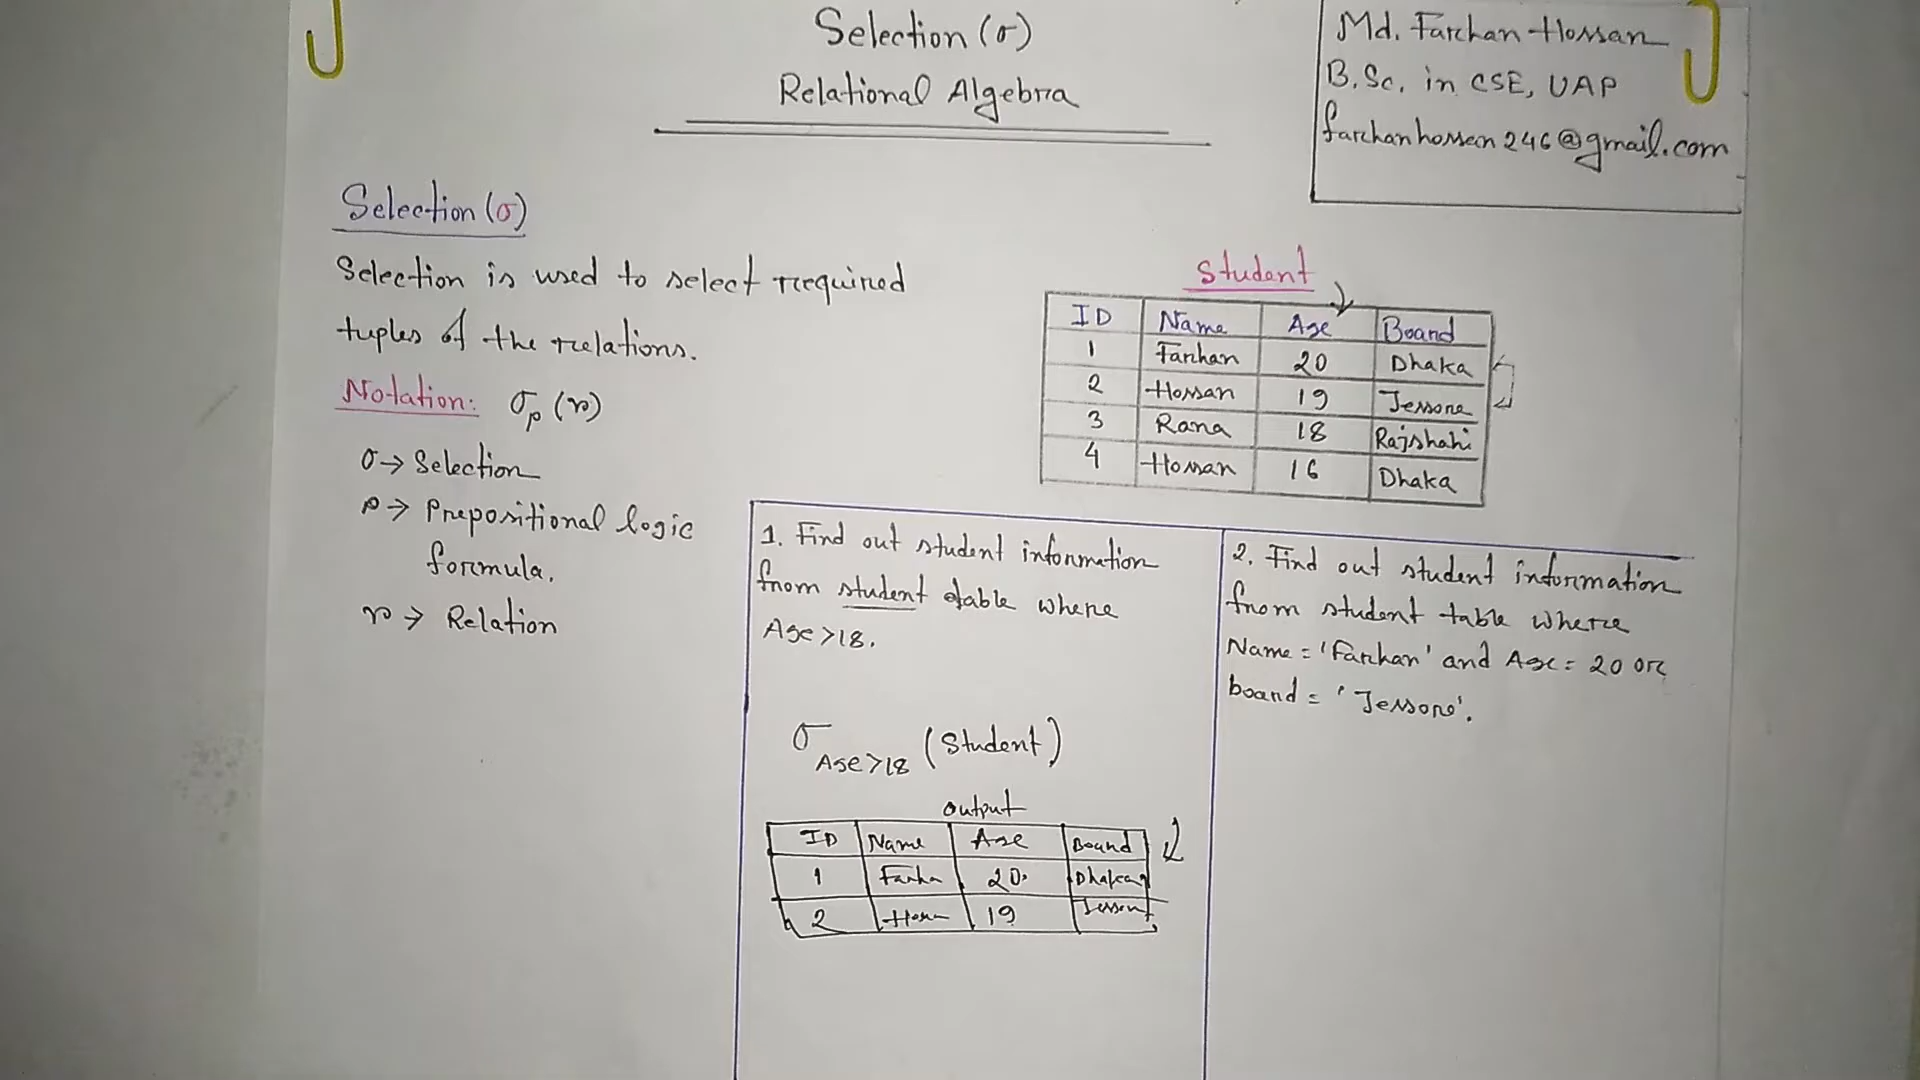 Selection (σ)
Relational Algebra
Md. Farhan Hossan
B.Sc. in CSE, UAP
farhanhossan246@gmail.com
Selection (σ)
Selection is used to select required
tuples of the relations.
Notation: σp (r)
σ → Selection
p → Prepositional logic
formula.
r → Relation
Student
ID Name Age Board
1 Farhan 20 Dhaka
2 Hossan 19 Jessore
3 Rana 18 Rajshahi
4 Hossan 16 Dhaka
1. Find out student information
from student table where
Age >18.
σ Age >18 (Student)
output
ID Name Age Board
1 Farha 20 Dhaka
2 19
2. Find out student information
from student table where
Name = 'Farhan' and Age = 20 or
board = 'Jessore'.